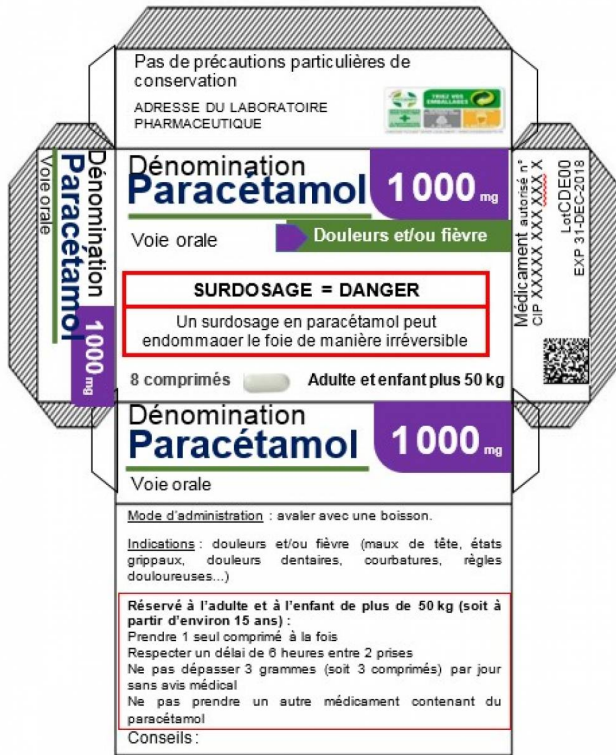 Pas de précautions particulières de
conservation
ADRESSE DU LABORATOIRE
PHARMACEUTIQUE
TRIEZ VOS
EMBALLAGES
Dénomination
Paracétamol
1000 mg
Voie orale
Dénomination
Paracétamol 1 000 mg
Voie orale
Douleurs et/ou fièvre
SURDOSAGE = DANGER
Un surdosage en paracétamol peut
endommager le foie de manière irréversible
8 comprimés
Adulte et enfant plus 50 kg
Médicament autorisé n°
CIP XXXXX XXX XXX X
LotCDE00
EXP 31-DEC-2018
Dénomination
Paracétamol 1 000 mg
Voie orale
Mode d'administration : avaler avec une boisson.
Indications : douleurs et/ou fièvre (maux de tête, états
grippaux, douleurs dentaires, courbatures, règles
douloureuses...)
Réservé à l'adulte et à l'enfant de plus de 50 kg (soit à
partir d'environ 15 ans) :
Prendre 1 seul comprimé à la fois
Respecter un délai de 6 heures entre 2 prises
Ne pas dépasser 3 grammes (soit 3 comprimés) par jour
sans avis médical
Ne pas prendre un autre médicament contenant du
paracétamol
Conseils :